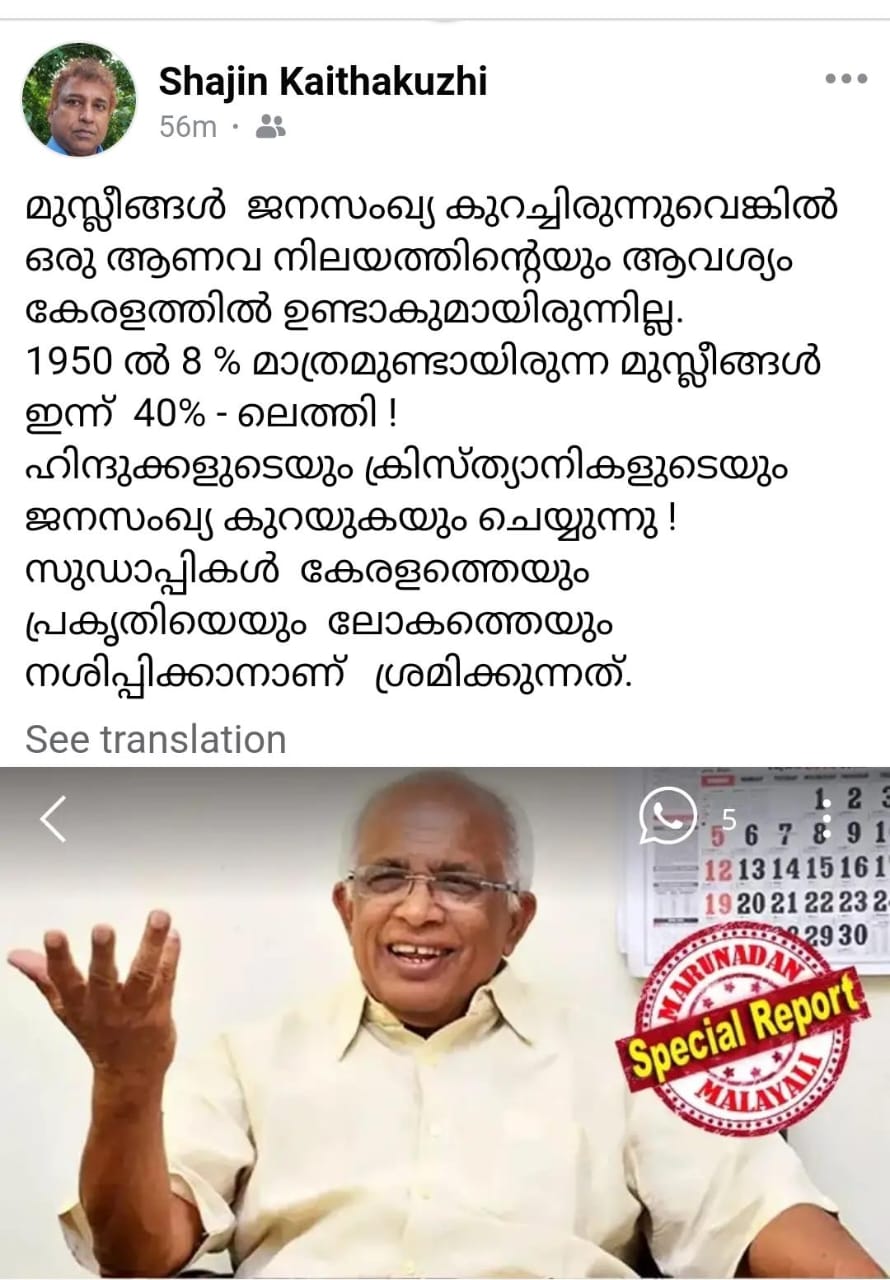 Shajin Kaithakuzhi
56m ·
മുസ്ലീങ്ങൾ ജനസംഖ്യ കുറച്ചിരുന്നുവെങ്കിൽ
ഒരു ആണവ നിലയത്തിന്റെയും ആവശ്യം
കേരളത്തിൽ ഉണ്ടാകുമായിരുന്നില്ല.
1950 ൽ 8 % മാത്രമുണ്ടായിരുന്ന മുസ്ലീങ്ങൾ
ഇന്ന് 40% - ലെത്തി !
ഹിന്ദുക്കളുടെയും ക്രിസ്ത്യാനികളുടെയും
ജനസംഖ്യ കുറയുകയും ചെയ്യുന്നു !
സുഡാപ്പികൾ കേരളത്തെയും
പ്രകൃതിയെയും ലോകത്തെയും
നശിപ്പിക്കാനാണ് ശ്രമിക്കുന്നത്.
See translation
5
1 2 3
5 6 7 8 9 1
12 13 14 15 16 1
19 20 21 22 23 2
29 30
MARUNADAN
Special Report
MALAYALI